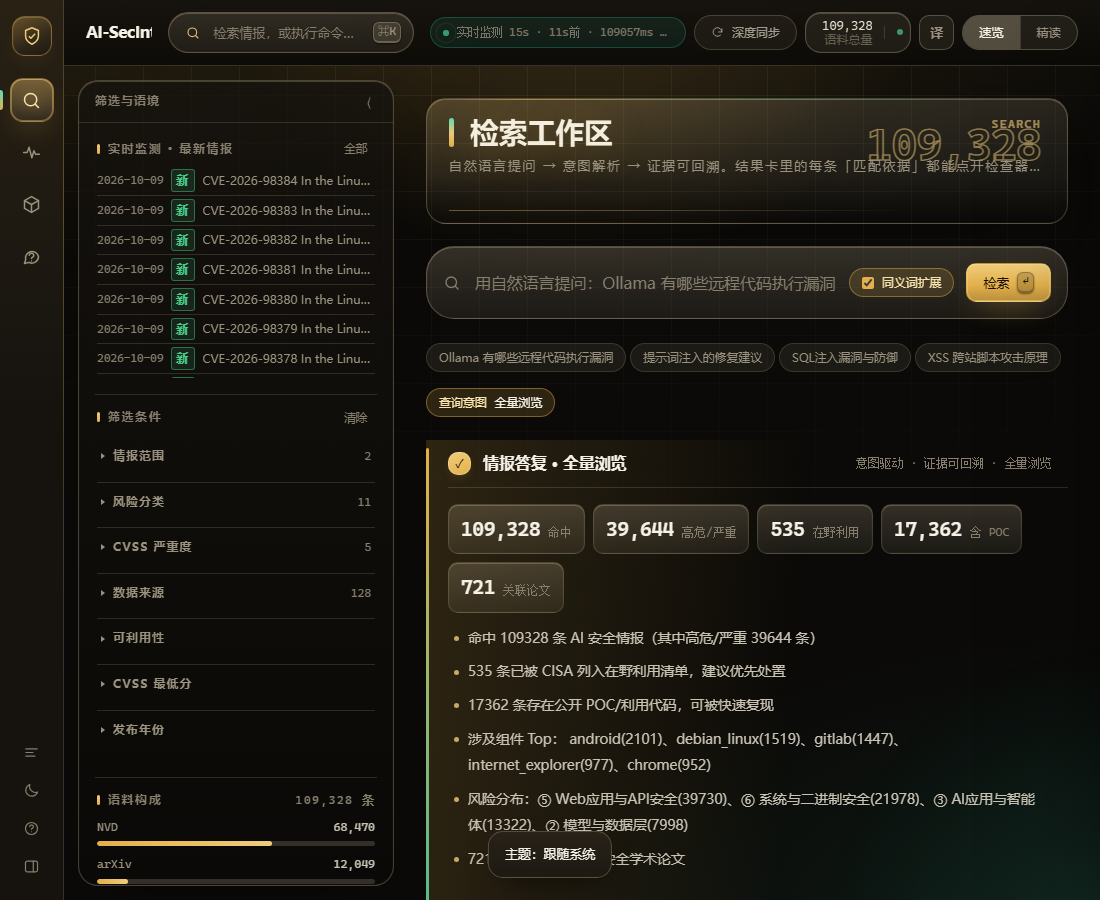 AI-SecInt
检索情报，或执行命令… ⌘K
实时监测 15s · 11s前 · 109057ms …
深度同步
109,328
语料总量
译
速览 精读
筛选与语境
实时监测 • 最新情报 全部
2026-10-09 新 CVE-2026-98384 In the Linu…
2026-10-09 新 CVE-2026-98383 In the Linu…
2026-10-09 新 CVE-2026-98382 In the Linu…
2026-10-09 新 CVE-2026-98381 In the Linu…
2026-10-09 新 CVE-2026-98380 In the Linu…
2026-10-09 新 CVE-2026-98379 In the Linu…
2026-10-09 新 CVE-2026-98378 In the Linu…
筛选条件 清除
情报范围 2
风险分类 11
CVSS 严重度 5
数据来源 128
可利用性
CVSS 最低分
发布年份
语料构成 109,328 条
NVD 68,470
arXiv 12,049
检索工作区
SEARCH
109,328
自然语言提问 → 意图解析 → 证据可回溯。结果卡里的每条「匹配依据」都能点开检查器…
用自然语言提问：Ollama 有哪些远程代码执行漏洞
同义词扩展
检索
Ollama 有哪些远程代码执行漏洞 提示词注入的修复建议 SQL注入漏洞与防御 XSS 跨站脚本攻击原理
查询意图 全量浏览
情报答复 • 全量浏览 意图驱动 · 证据可回溯 · 全量浏览
109,328 命中 39,644 高危/严重 535 在野利用 17,362 含 POC
721 关联论文
命中 109328 条 AI 安全情报（其中高危/严重 39644 条）
535 条已被 CISA 列入在野利用清单，建议优先处置
17362 条存在公开 POC/利用代码，可被快速复现
涉及组件 Top： android(2101)、debian_linux(1519)、gitlab(1447)、
internet_explorer(977)、chrome(952)
风险分布：⑤ Web应用与API安全(39730)、⑥ 系统与二进制安全(21978)、③ AI应用与智能
体(13322)、② 模型与数据层(7998)
主题：跟随系统
全学术论文